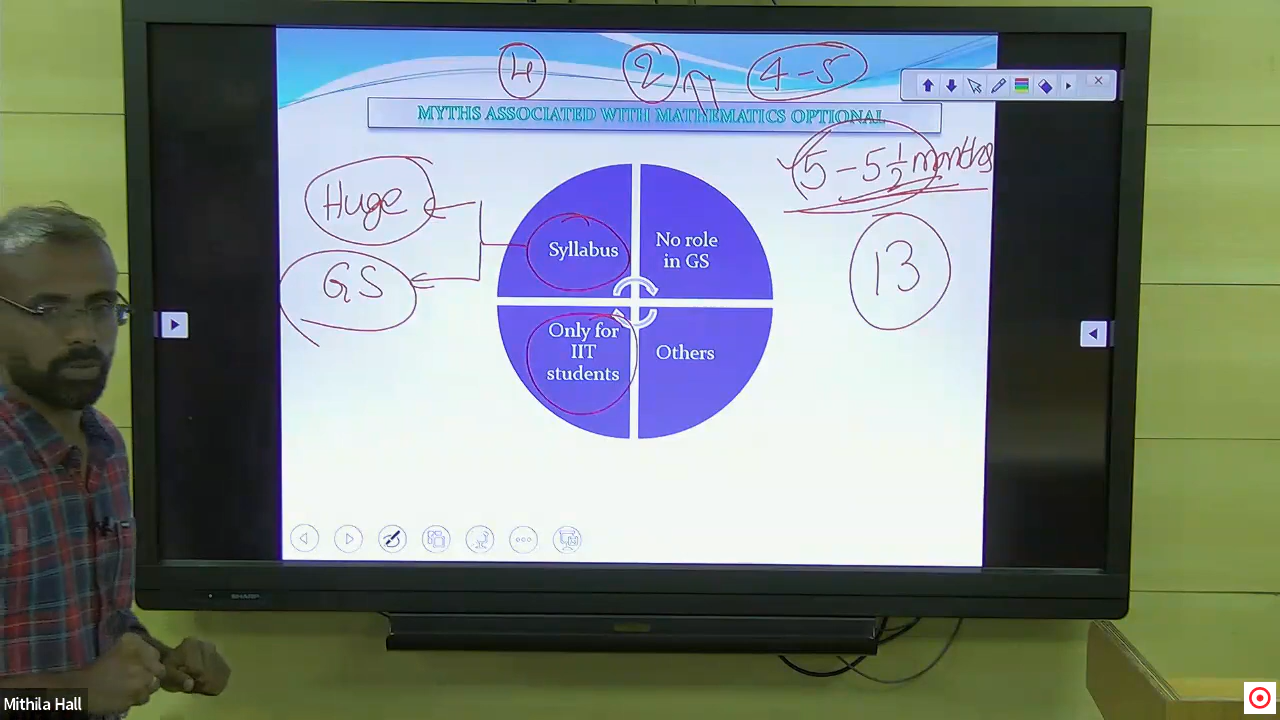 4 2 4-5
MYTHS ASSOCIATED WITH MATHEMATICS OPTIONAL
5-5½ months
Huge
GS
13
Syllabus
No role
in GS
Only for
IIT
students
Others
SHARP
Mithila Hall